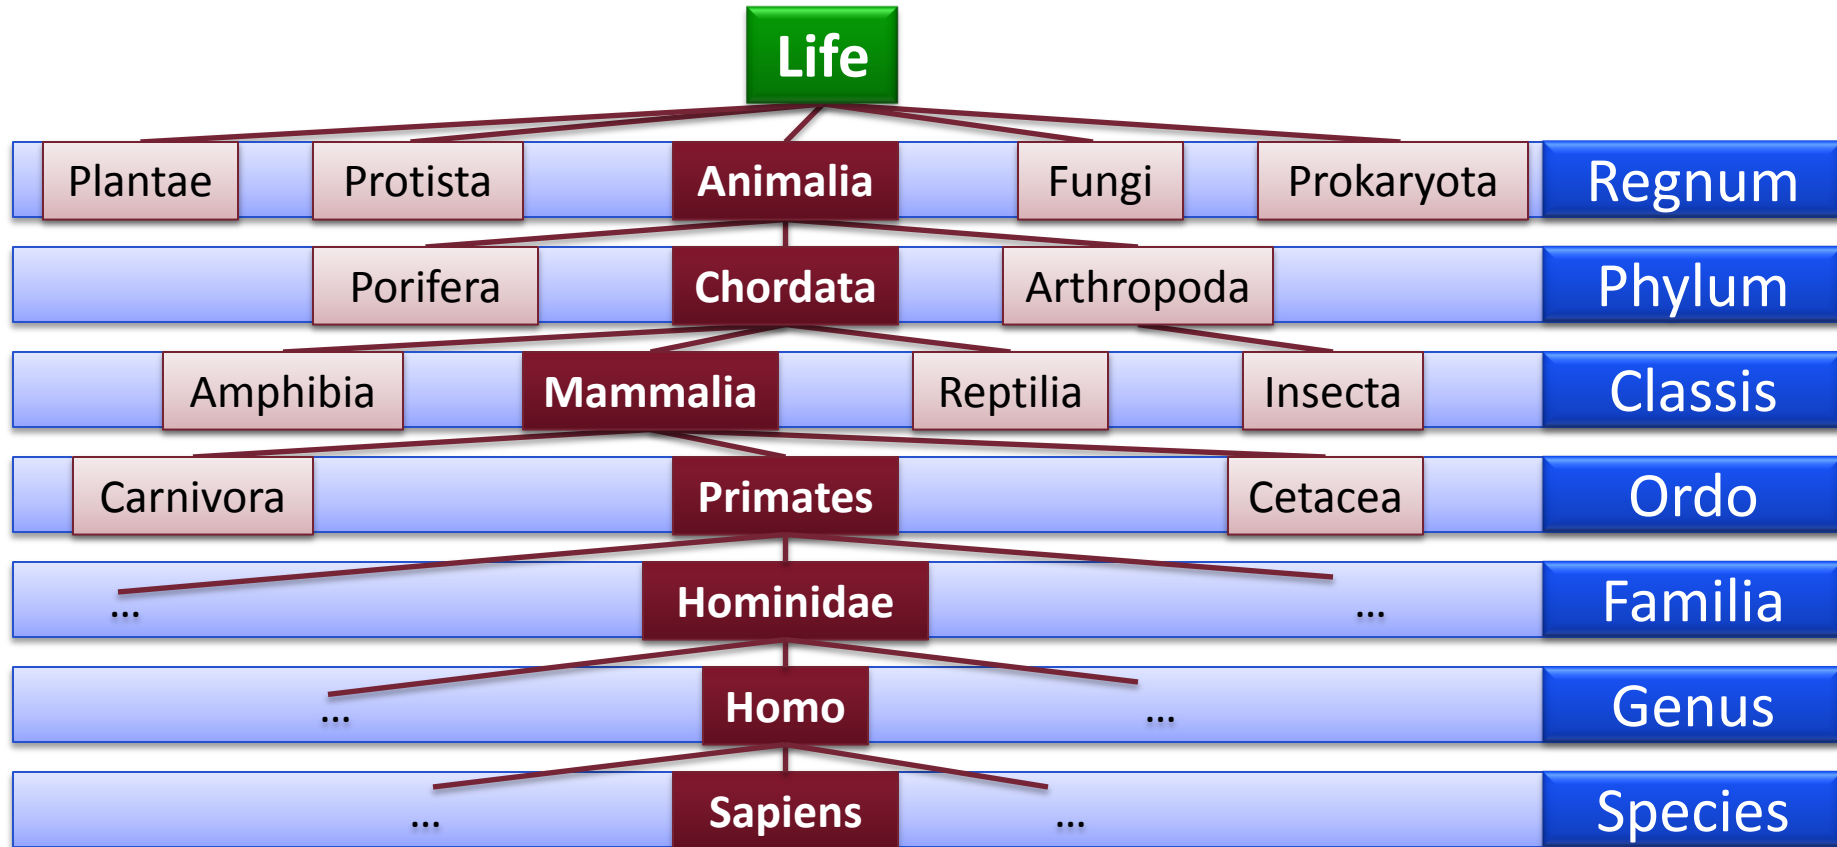 Life
Plantae Protista Animalia Fungi Prokaryota Regnum
Porifera Chordata Arthropoda Phylum
Amphibia Mammalia Reptilia Insecta Classis
Carnivora Primates Cetacea Ordo
... Hominidae ... Familia
... Homo ... Genus
... Sapiens ... Species